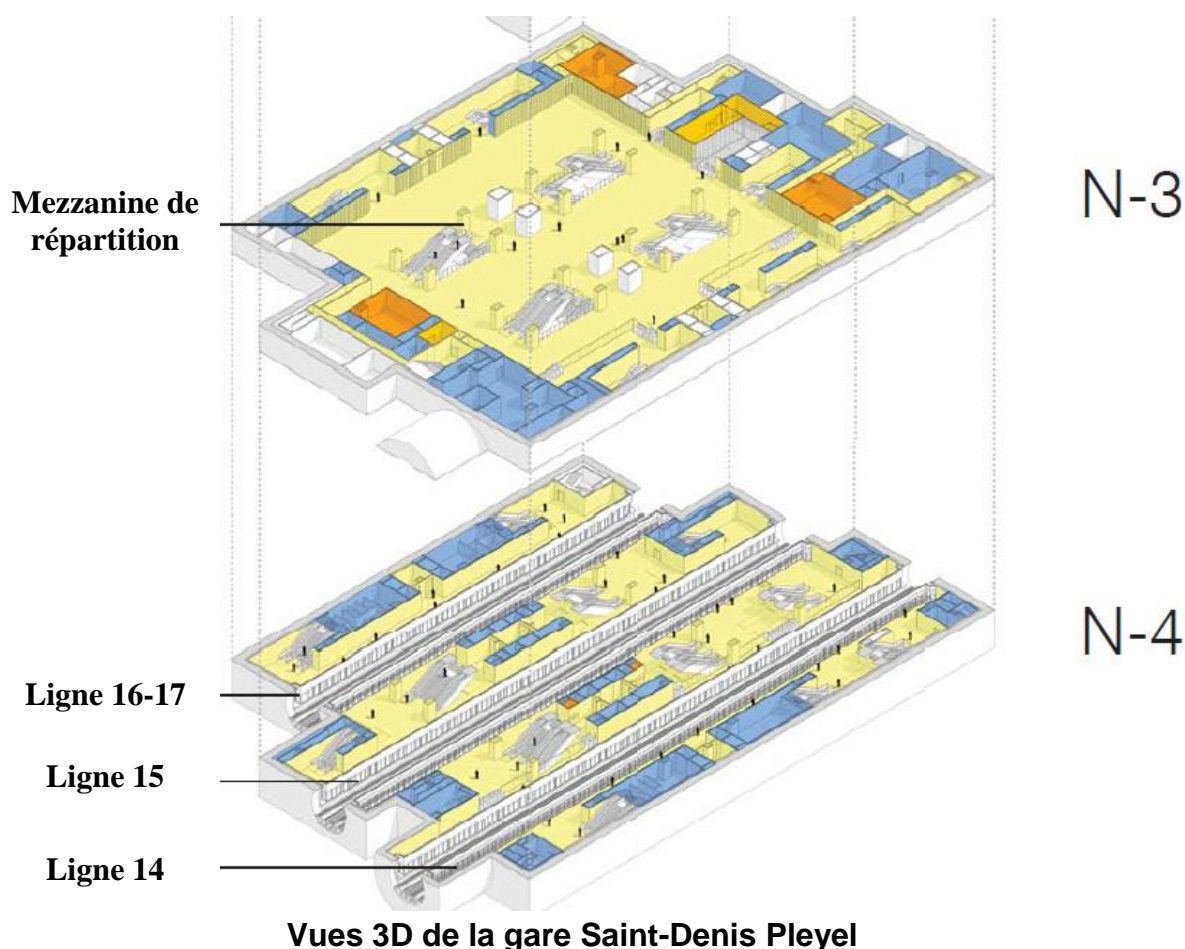 N-3
Mezzanine de
répartition
N-4
Ligne 16-17
Ligne 15
Ligne 14
Vues 3D de la gare Saint-Denis Pleyel